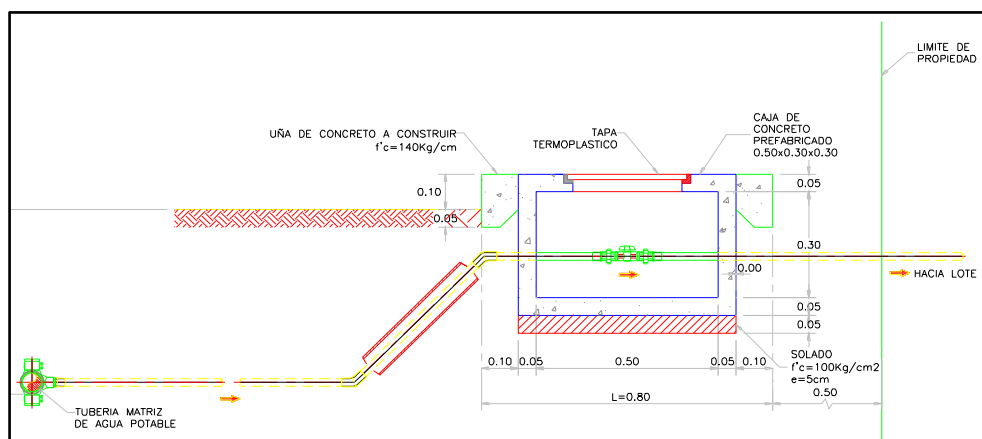 LIMITE DE
PROPIEDAD
UÑA DE CONCRETO A CONSTRUIR
f'c=140Kg/cm
TAPA
TERMOPLASTICO
CAJA DE
CONCRETO
PREFABRICADO
0.50x0.30x0.30
0.10
0.05
0.05
0.30
0.00
HACIA LOTE
0.05
0.05
0.10
0.05
0.50
0.05
0.10
SOLADO
f'c=100Kg/cm2
e=5cm
L=0.80
0.50
TUBERIA MATRIZ
DE AGUA POTABLE